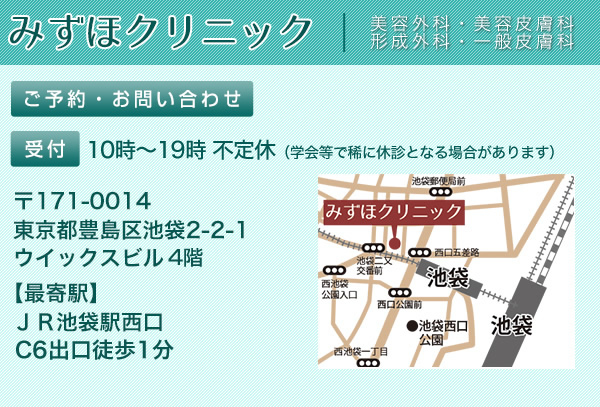 みずほクリニック
美容外科・美容皮膚科
形成外科・一般皮膚科
ご予約・お問い合わせ
受付 10時～19時 不定休（学会等で稀に休診となる場合があります）
〒171-0014
東京都豊島区池袋2-2-1
ウイックスビル４階
【最寄駅】
ＪＲ池袋駅西口
C6出口徒歩1分
池袋郵便局前
みずほクリニック
池袋二又
交番前
西口五差路
西池袋
公園入口
池袋
西口公園前
池袋
池袋西口
公園
西池袋一丁目